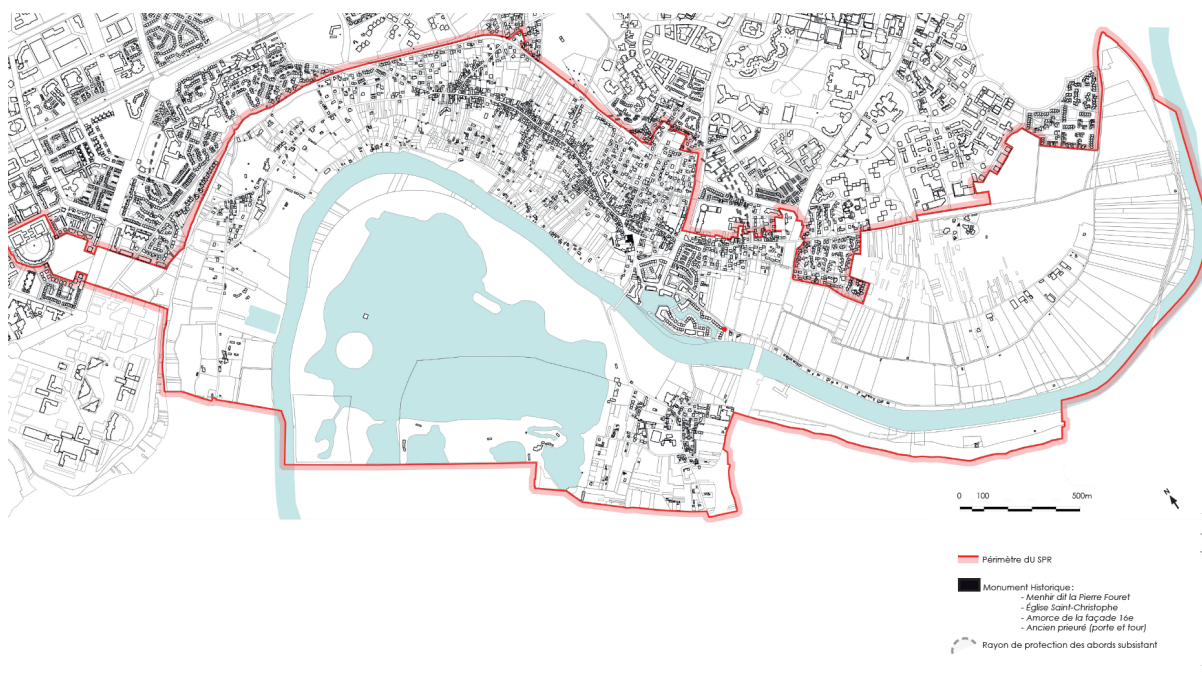 N
0 100 500m
Périmètre dU SPR
Monument Historique :
- Menhir dit la Pierre Fouret
- Église Saint-Christophe
- Amorce de la façade 16e
- Ancien prieuré (porte et tour)
Rayon de protection des abords subsistant